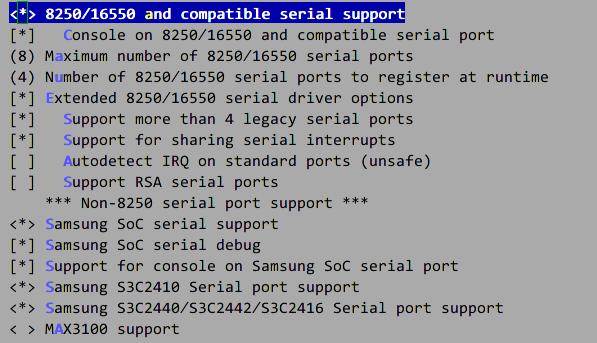 <*> 8250/16550 and compatible serial support
[*]   Console on 8250/16550 and compatible serial port
(8) Maximum number of 8250/16550 serial ports
(4) Number of 8250/16550 serial ports to register at runtime
[*] Extended 8250/16550 serial driver options
[*]   Support more than 4 legacy serial ports
[*]   Support for sharing serial interrupts
[ ]   Autodetect IRQ on standard ports (unsafe)
[ ]   Support RSA serial ports
*** Non-8250 serial port support ***
<*> Samsung SoC serial support
[*] Samsung SoC serial debug
[*] Support for console on Samsung SoC serial port
<*> Samsung S3C2410 Serial port support
<*> Samsung S3C2440/S3C2442/S3C2416 Serial port support
< > MAX3100 support